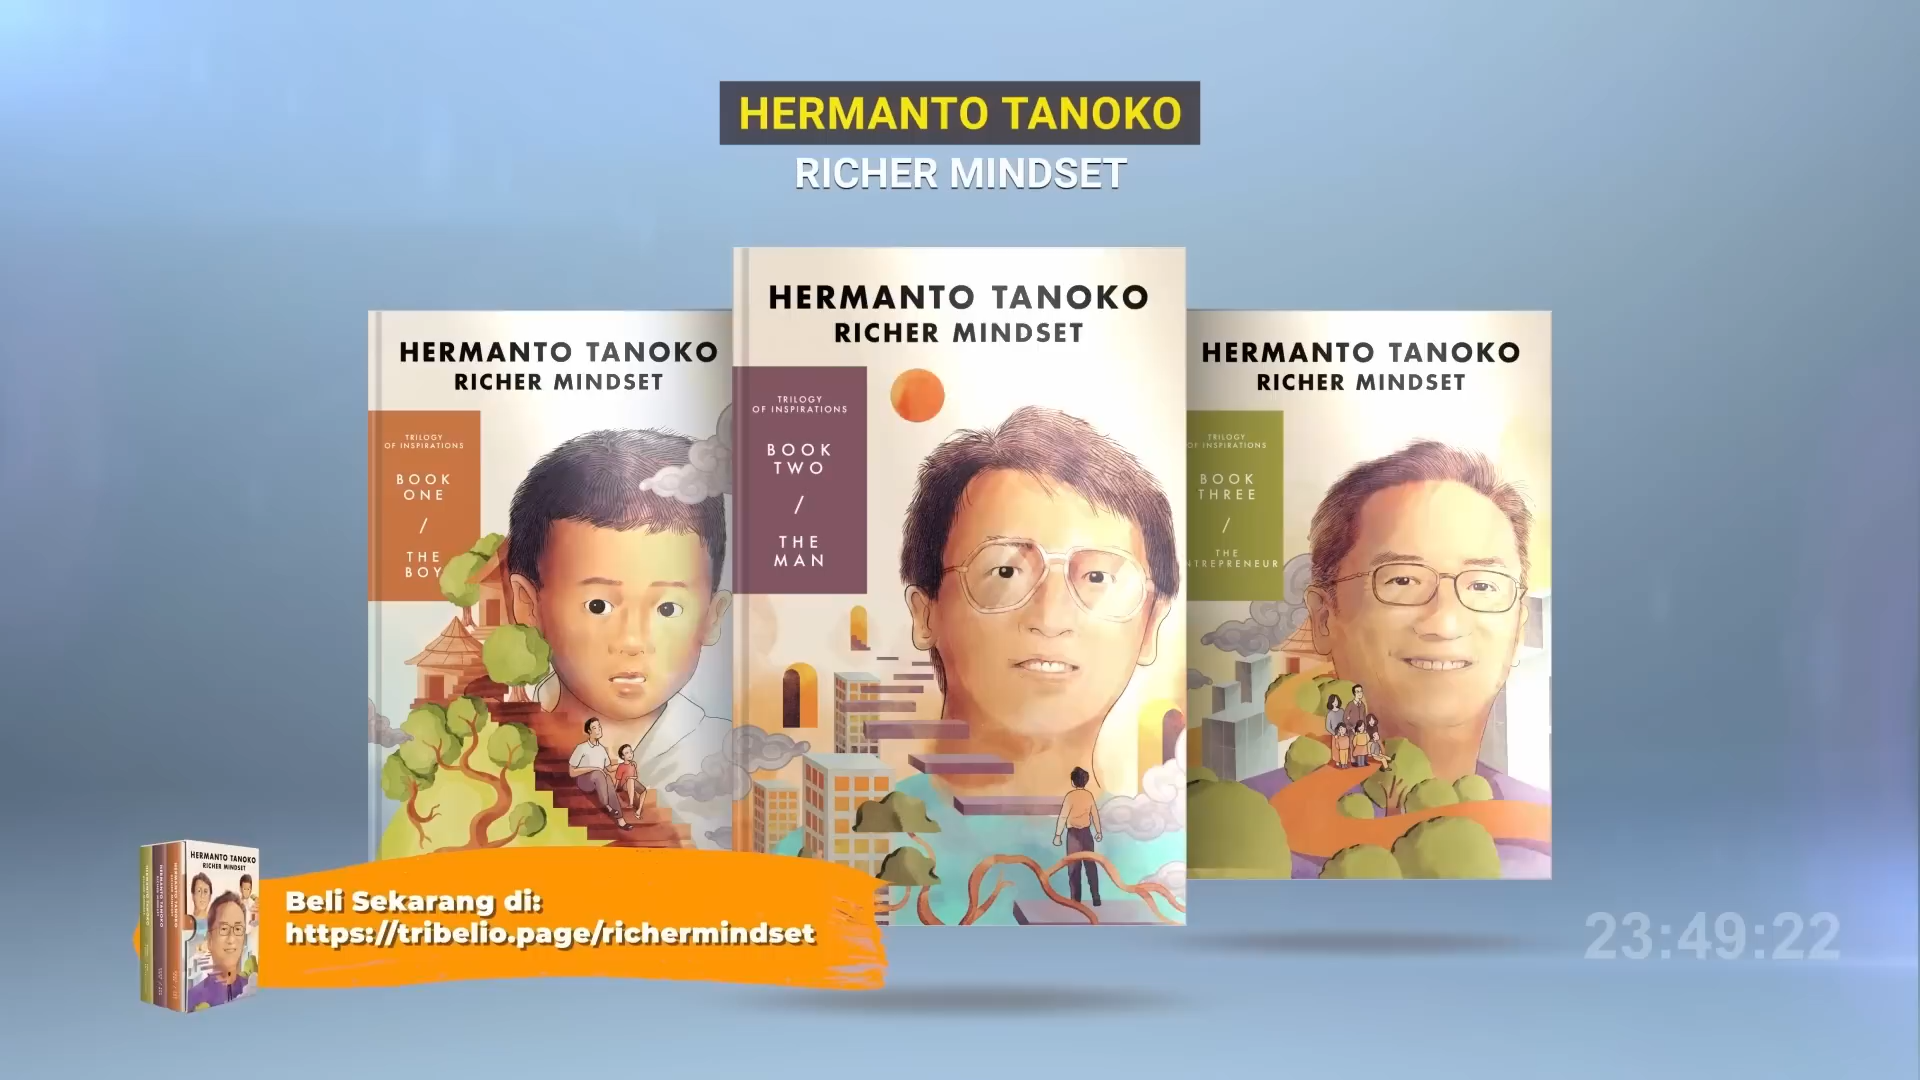 HERMANTO TANOKO
RICHER MINDSET
HERMANTO TANOKO
RICHER MINDSET
TRILOGY
OF INSPIRATIONS
BOOK
ONE
/
THE
BOY
HERMANTO TANOKO
RICHER MINDSET
TRILOGY
OF INSPIRATIONS
BOOK
TWO
/
THE
MAN
HERMANTO TANOKO
RICHER MINDSET
TRILOGY
OF INSPIRATIONS
BOOK
THREE
/
THE
NTREPRENEUR
HERMANTO TANOKO
RICHER MINDSET
Beli Sekarang di:
https://tribelio.page/richermindset
23:49:22